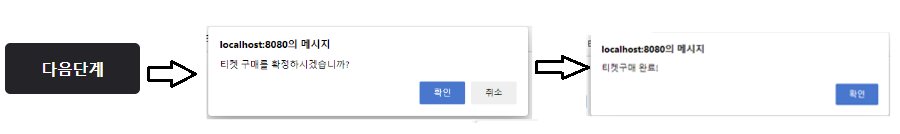 다음단계
localhost:8080의 메시지
티켓 구매를 확정하시겠습니까?
확인
취소
localhost:8080의 메시지
티켓구매 완료!
확인